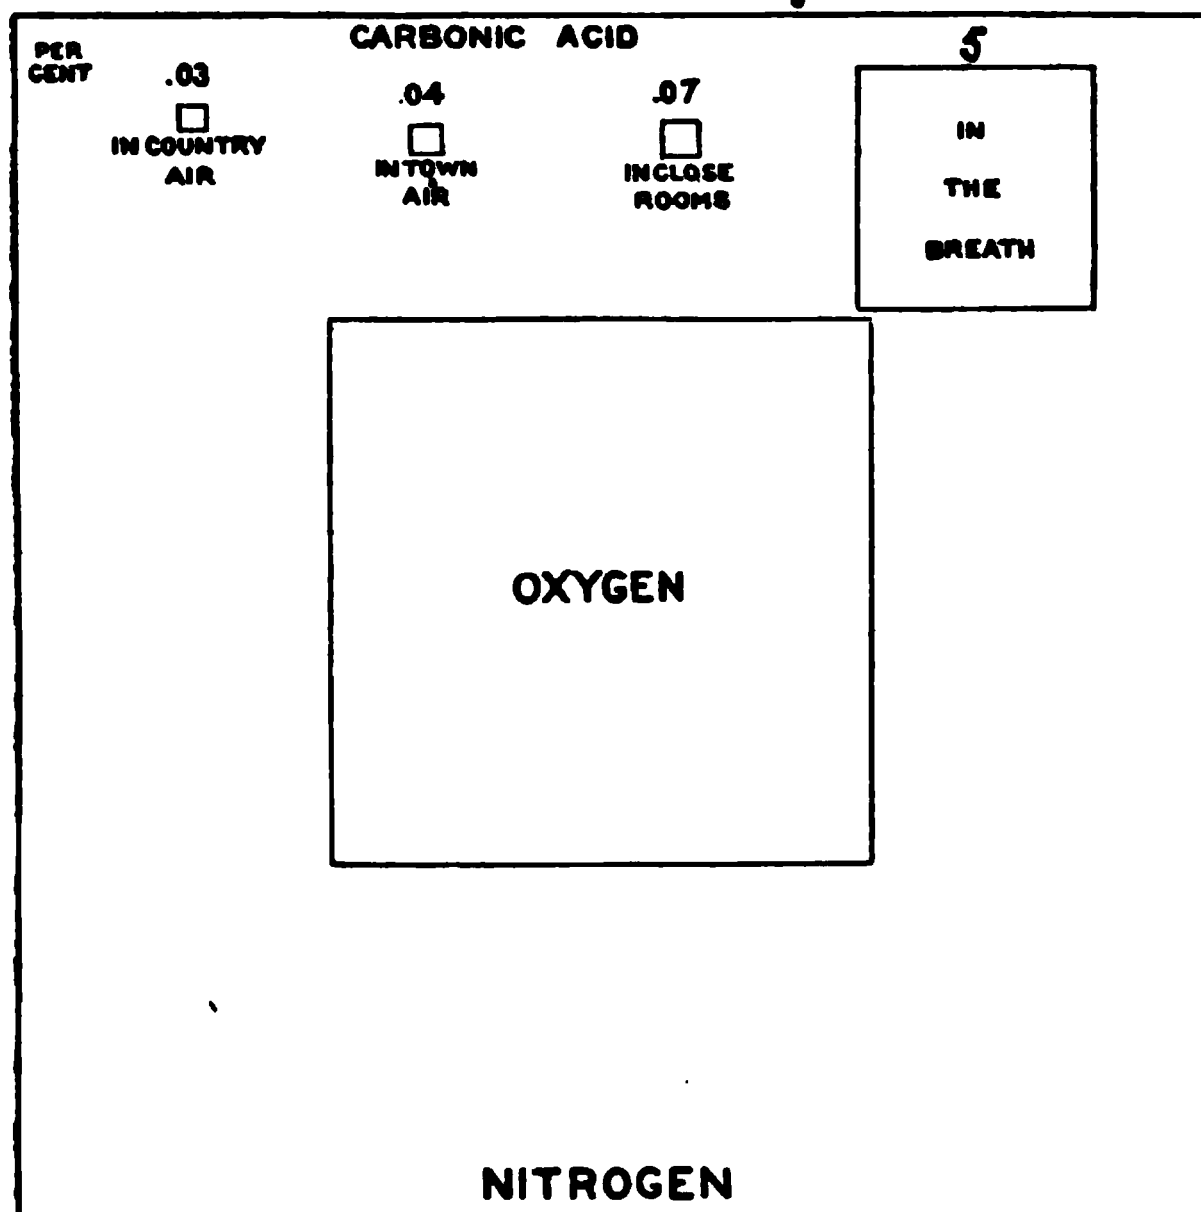 CARBONIC ACID
PER
CENT
.03
IN COUNTRY
AIR
.04
IN TOWN
AIR
.07
IN CLOSE
ROOMS
5
IN
THE
BREATH
OXYGEN
NITROGEN